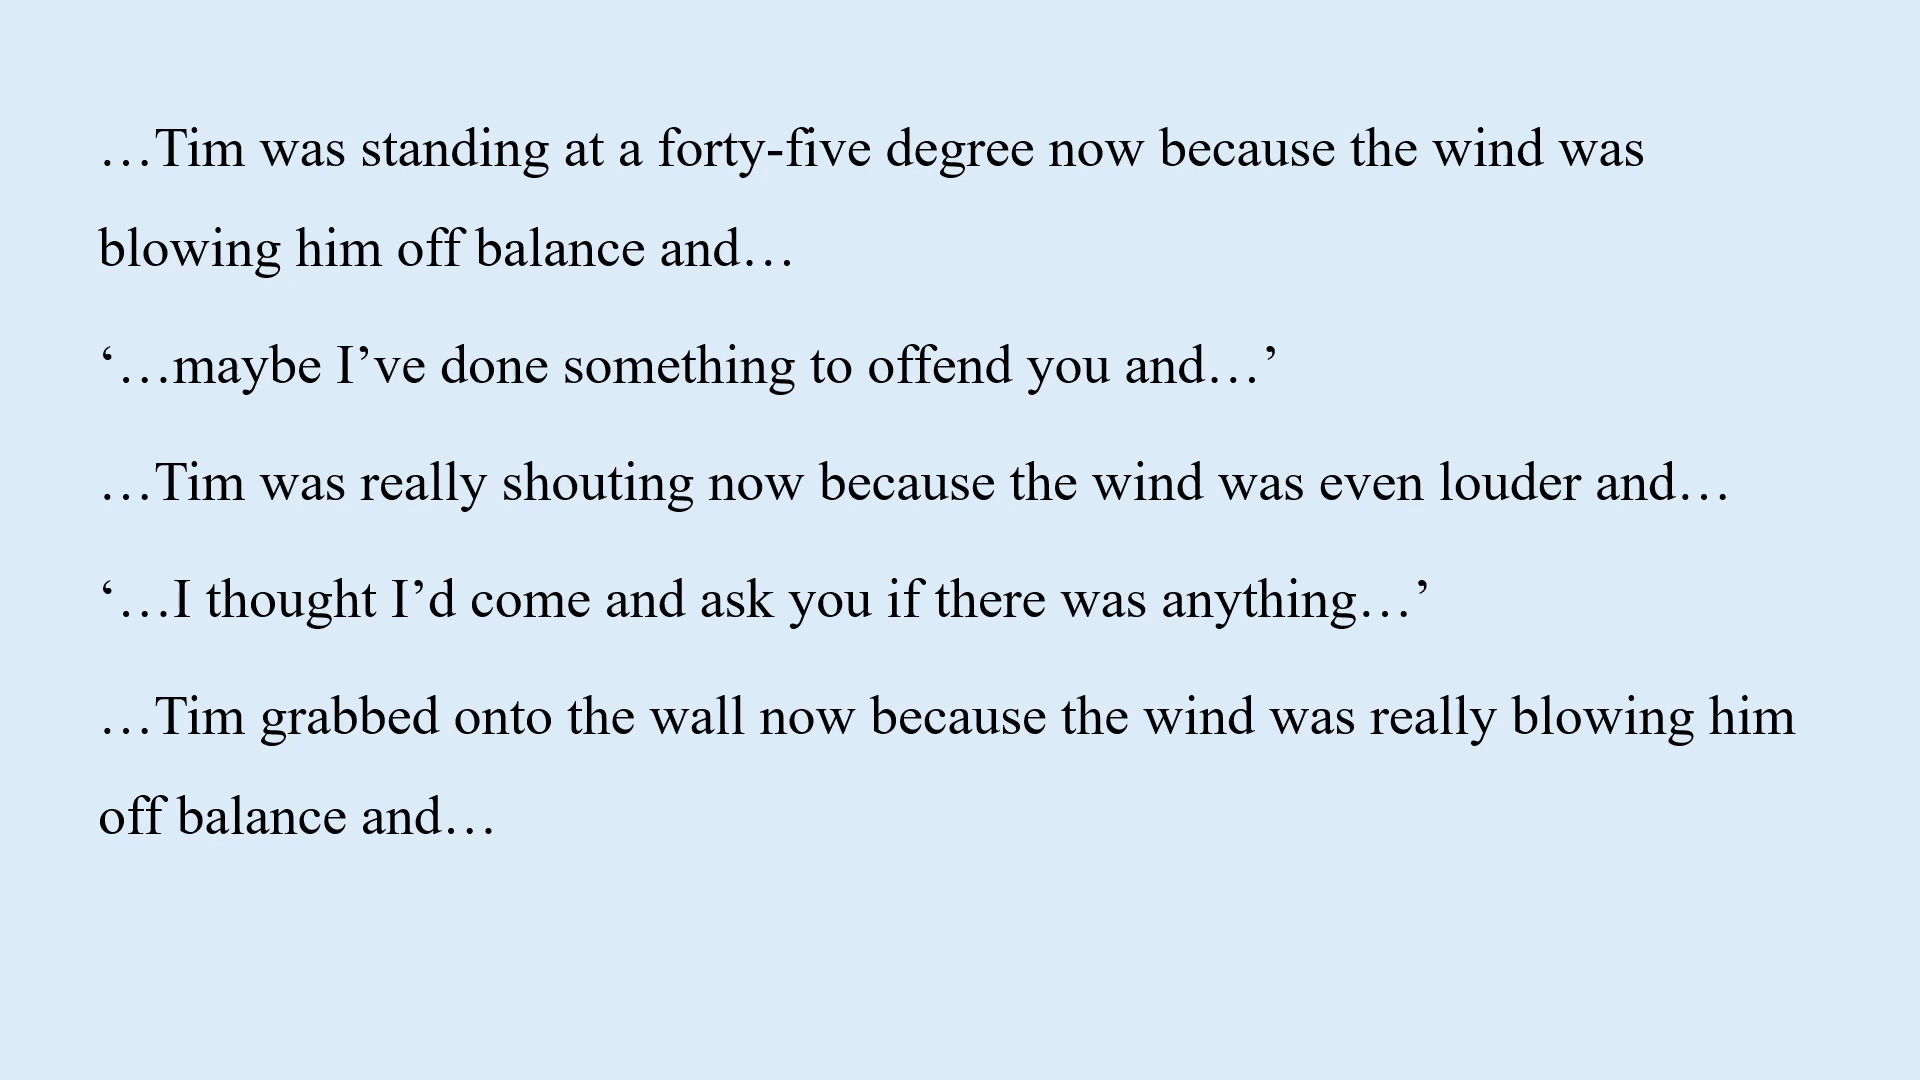 …Tim was standing at a forty-five degree now because the wind was
blowing him off balance and…
‘…maybe I’ve done something to offend you and…’
…Tim was really shouting now because the wind was even louder and…
‘…I thought I’d come and ask you if there was anything…’
…Tim grabbed onto the wall now because the wind was really blowing him
off balance and…